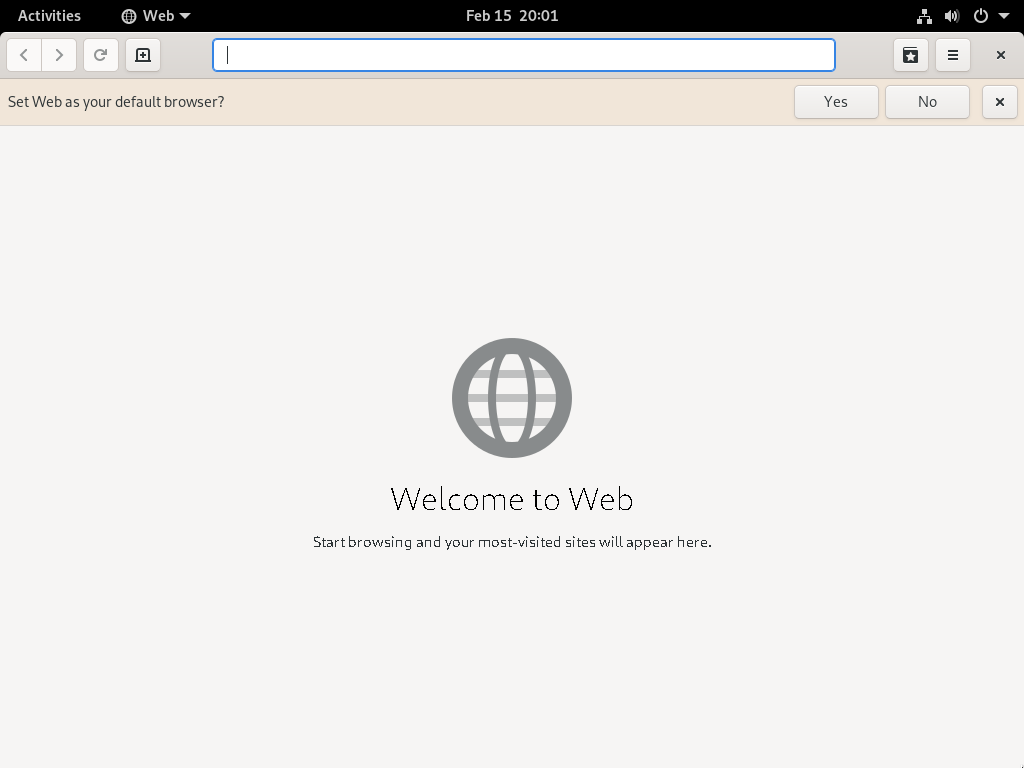 Activities Web Feb 15 20:01
Set Web as your default browser? Yes No
Welcome to Web
Start browsing and your most-visited sites will appear here.